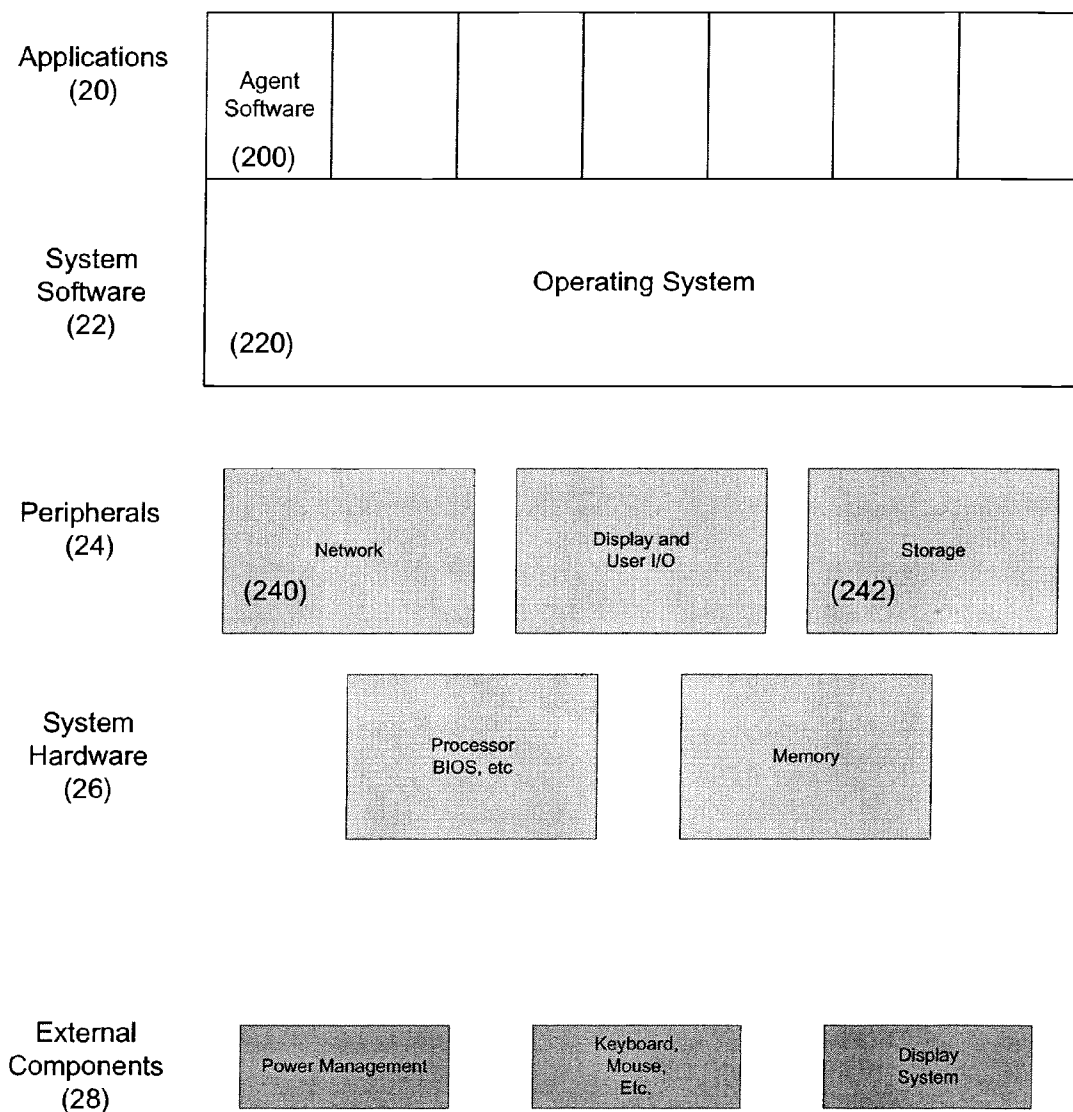 Applications
(20)
Agent
Software
(200)
System
Software
(22)
Operating System
(220)
Peripherals
(24)
Network
(240)
Display and
User I/O
Storage
(242)
System
Hardware
(26)
Processor
BIOS, etc
Memory
External
Components
(28)
Power Management
Keyboard,
Mouse,
Etc.
Display
System